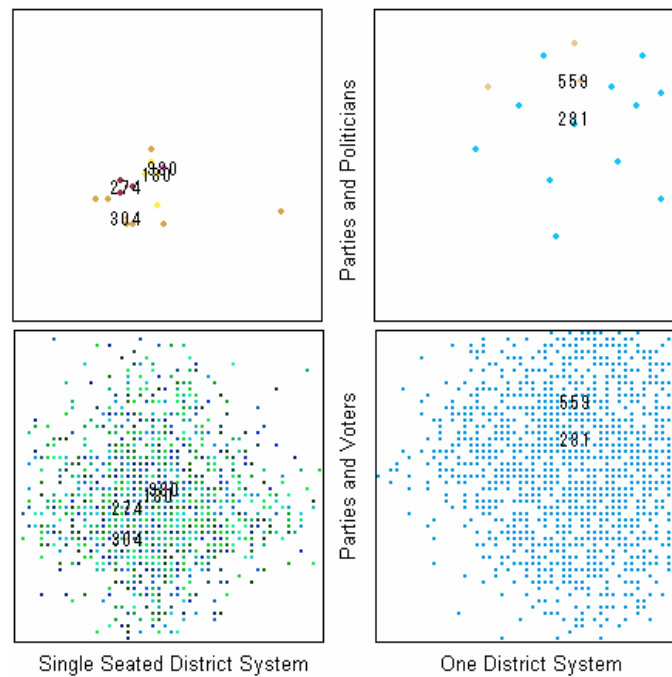 559
281
274
304
Parties and Politicians
559
281
274
304
Parties and Voters
Single Seated District System
One District System